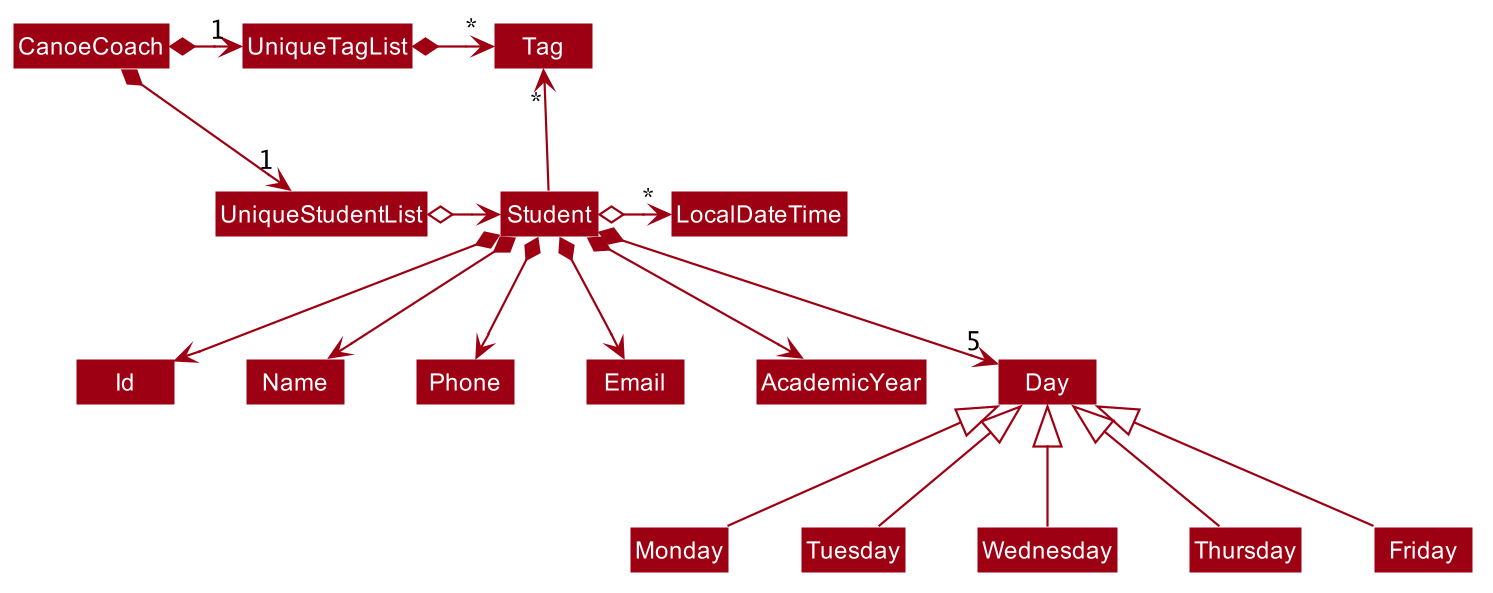 CanoeCoach 1 UniqueTagList * Tag
*
1
UniqueStudentList Student * LocalDateTime
5
Id Name Phone Email AcademicYear Day
Monday Tuesday Wednesday Thursday Friday